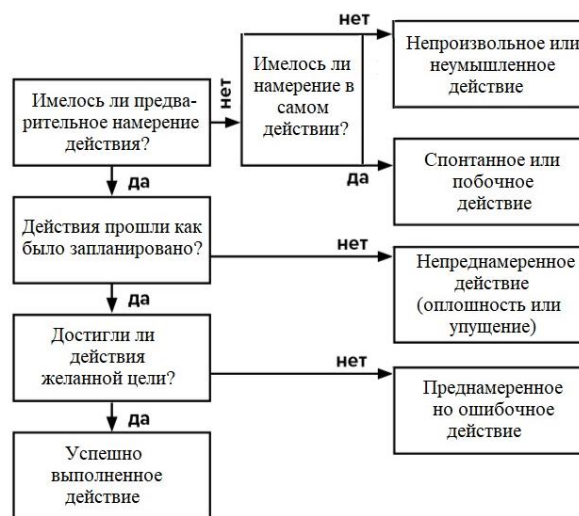 Имелось ли предва-
рительное намерение
действия?
нет
Имелось ли
намерение в
самом
действии?
нет
Непроизвольное или
неумышленное
действие
да
Спонтанное или
побочное
действие
да
Действия прошли как
было запланировано?
нет
Непреднамеренное
действие
(оплошность или
упущение)
да
Достигли ли
действия
желанной цели?
нет
Преднамеренное
но ошибочное
действие
да
Успешно
выполненное
действие